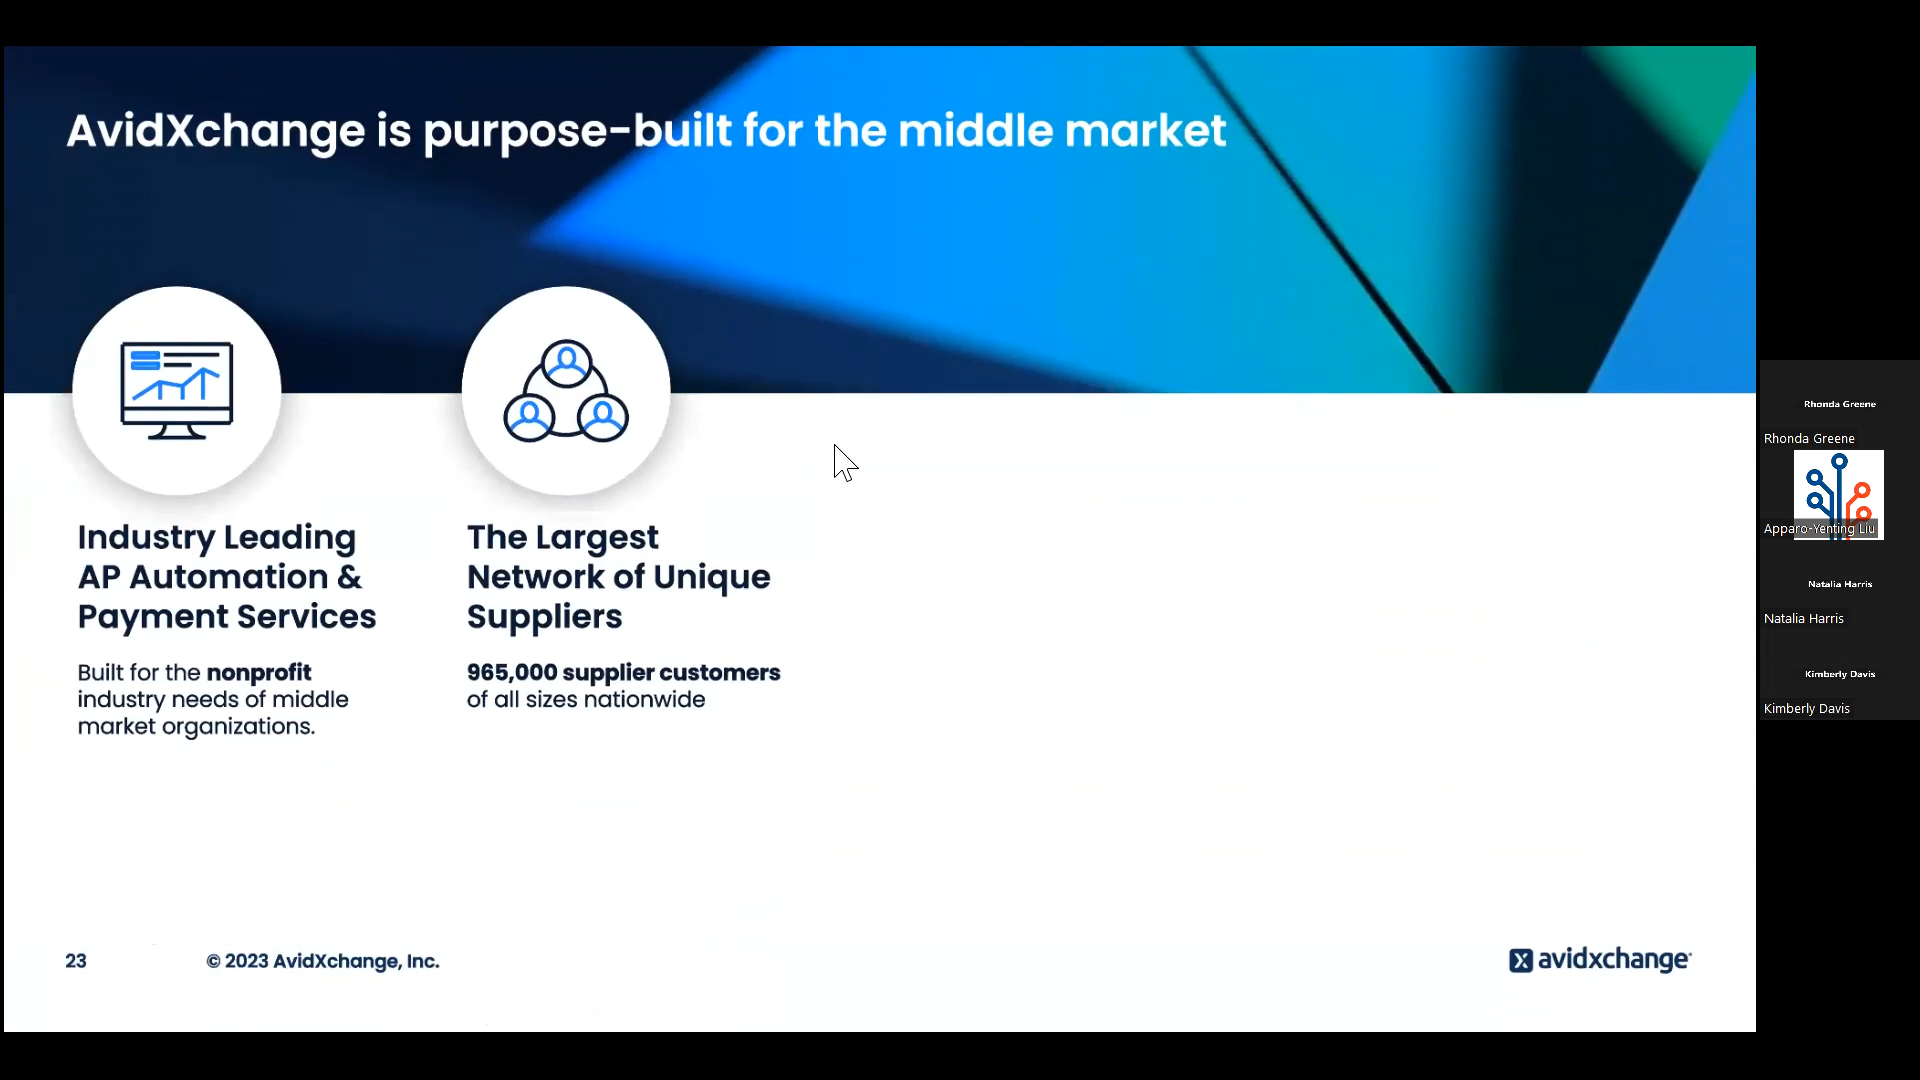 AvidXchange is purpose-built for the middle market
Industry Leading
AP Automation &
Payment Services
Built for the nonprofit
industry needs of middle
market organizations.
The Largest
Network of Unique
Suppliers
965,000 supplier customers
of all sizes nationwide
23
© 2023 AvidXchange, Inc.
avidxchange
Rhonda Greene
Rhonda Greene
Apparo-Yenting Liu
Natalia Harris
Natalia Harris
Kimberly Davis
Kimberly Davis